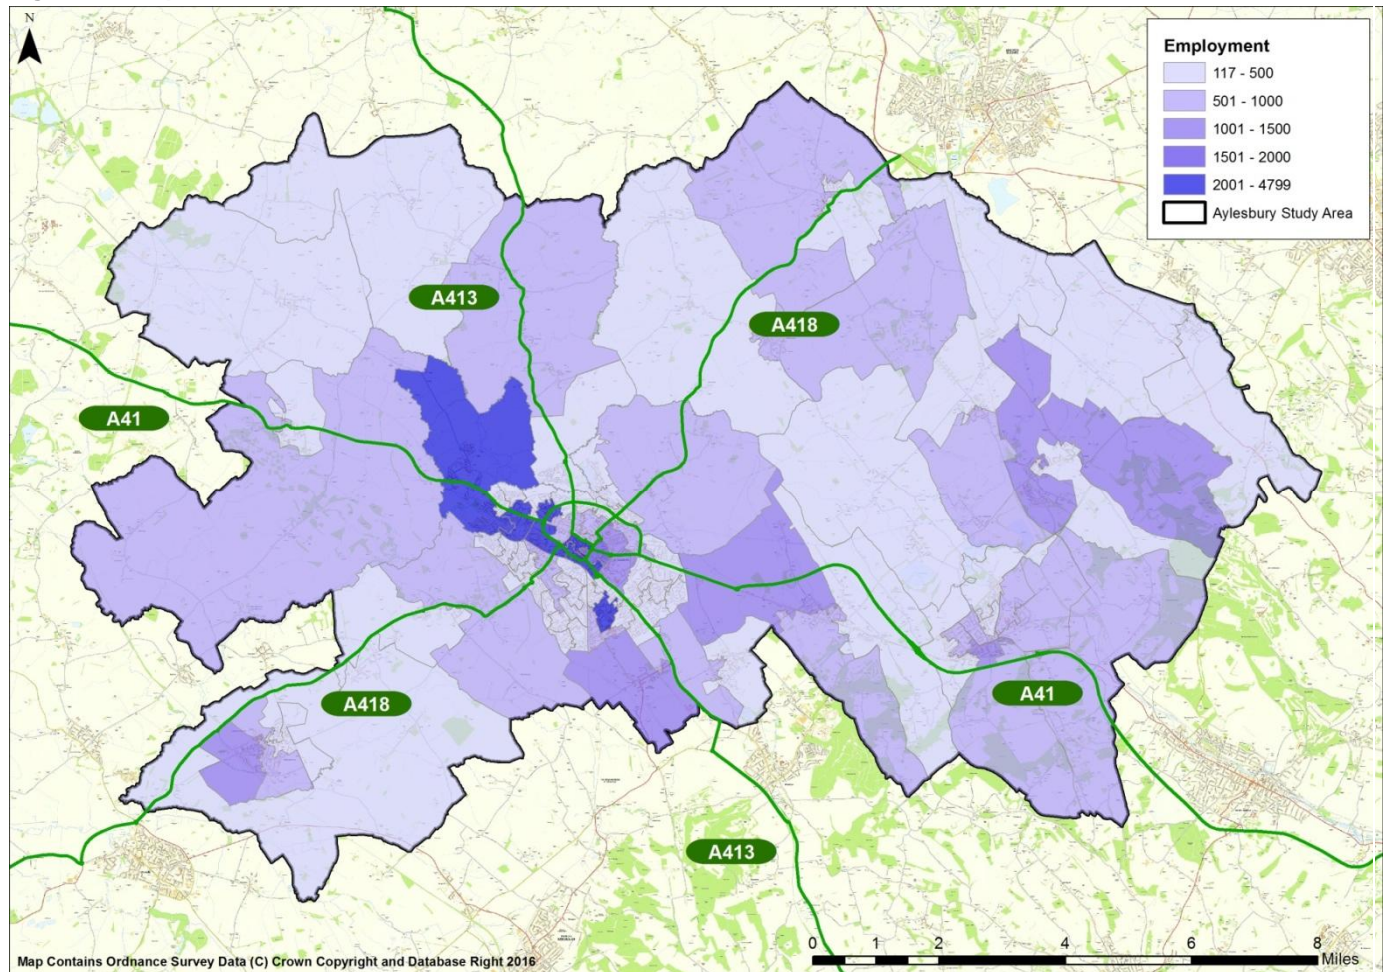 N
Employment
117 - 500
501 - 1000
1001 - 1500
1501 - 2000
2001 - 4799
Aylesbury Study Area
A413
A418
A41
A418
A41
A413
0 1 2 4 6 8
Miles
Map Contains Ordnance Survey Data (C) Crown Copyright and Database Right 2016